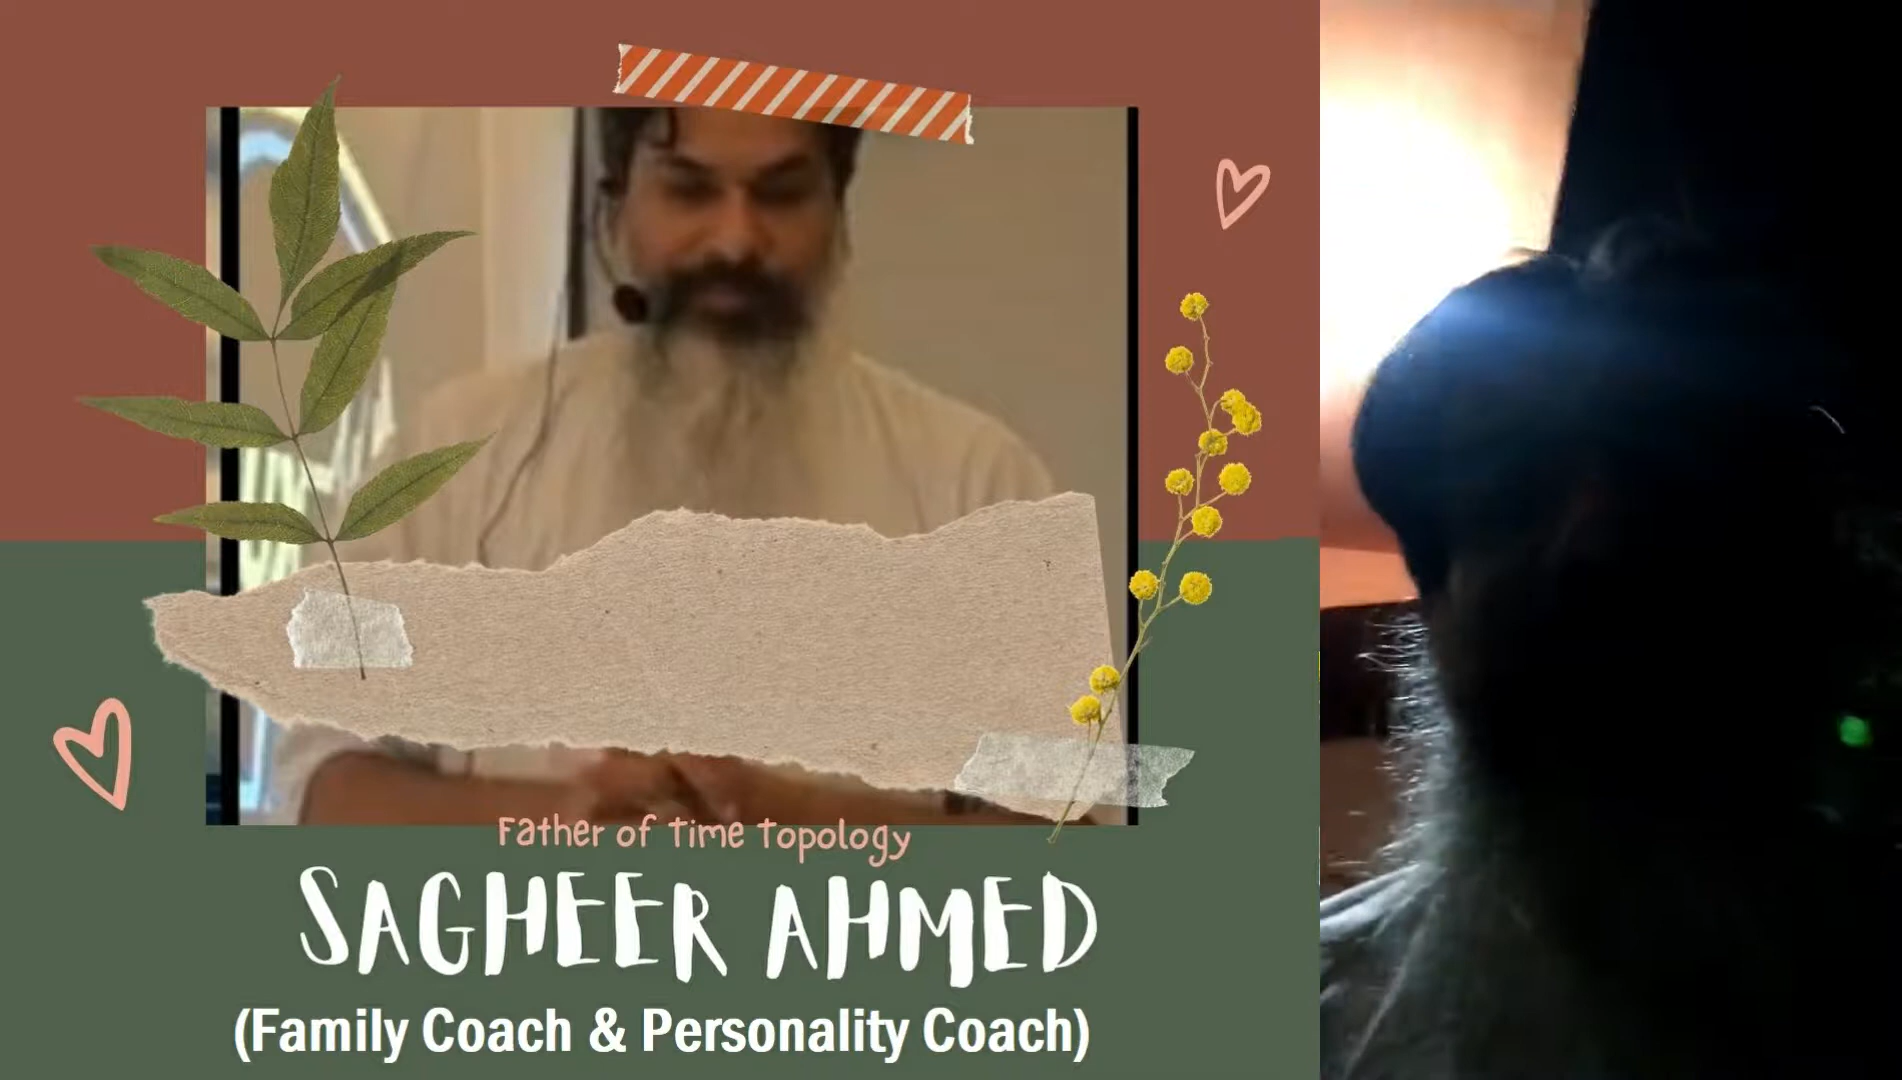 Father of Time Topology
SAGHEER AHMED
(Family Coach & Personality Coach)